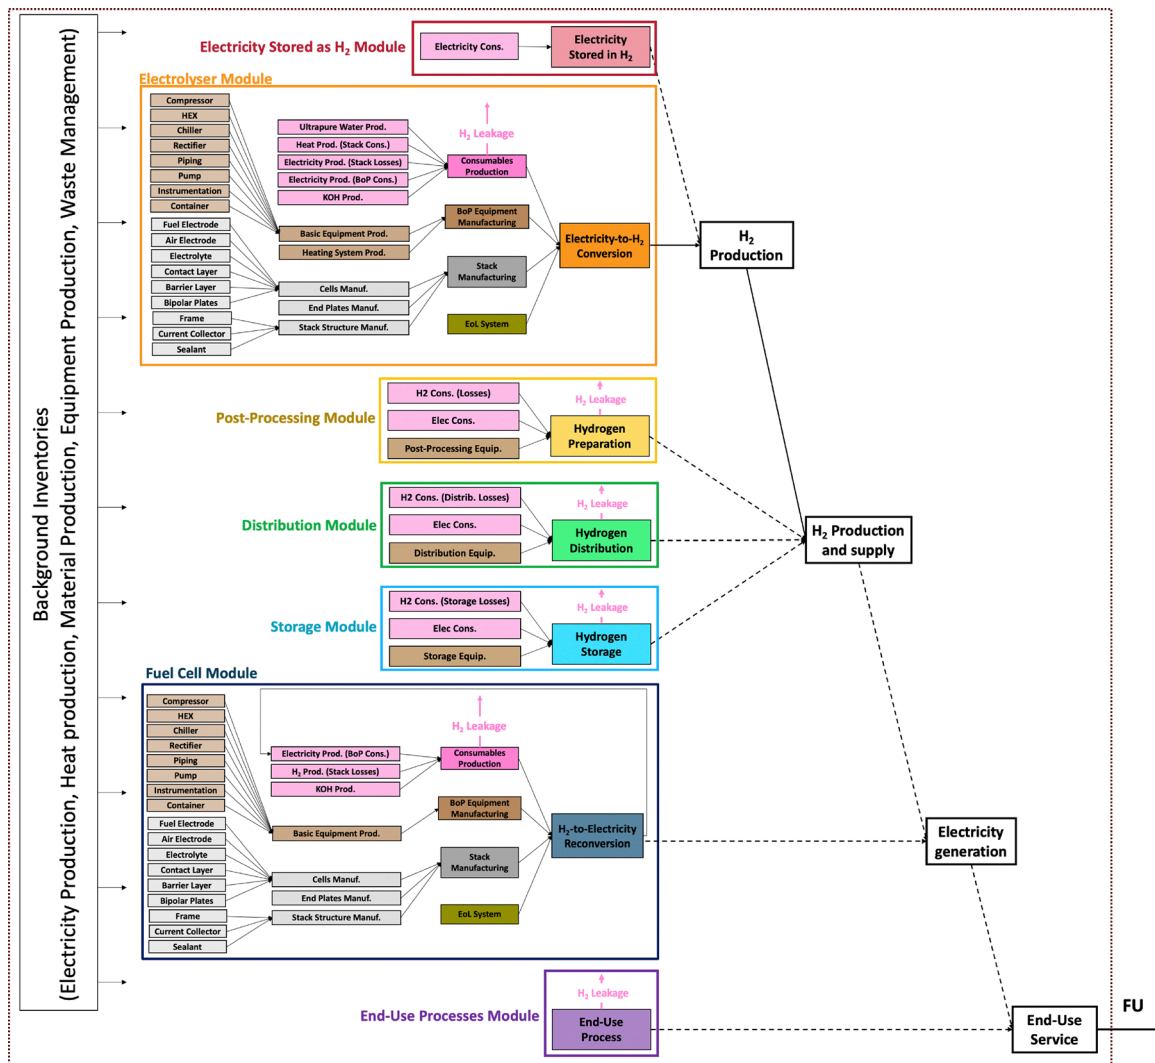 Background Inventories
(Electricity Production, Heat production, Material Production, Equipment Production, Waste Management)
Electricity Stored as H₂ Module
Electricity Cons.
Electricity
Stored in H₂
Electrolyser Module
Compressor
HEX
Chiller
Rectifier
Piping
Pump
Instrumentation
Container
Fuel Electrode
Air Electrode
Electrolyte
Contact Layer
Barrier Layer
Bipolar Plates
Frame
Current Collector
Sealant
Ultrapure Water Prod.
Heat Prod. (Stack Cons.)
Electricity Prod. (Stack Losses)
Electricity Prod. (BoP Cons.)
KOH Prod.
Basic Equipment Prod.
Heating System Prod.
Cells Manuf.
End Plates Manuf.
Stack Structure Manuf.
H₂ Leakage
Consumables
Production
BoP Equipment
Manufacturing
Stack
Manufacturing
EoL System
Electricity-to-H₂
Conversion
H₂
Production
Post-Processing Module
H2 Cons. (Losses)
Elec Cons.
Post-Processing Equip.
H₂ Leakage
Hydrogen
Preparation
Distribution Module
H2 Cons. (Distrib. Losses)
Elec Cons.
Distribution Equip.
H₂ Leakage
Hydrogen
Distribution
H₂ Production
and supply
Storage Module
H2 Cons. (Storage Losses)
Elec Cons.
Storage Equip.
H₂ Leakage
Hydrogen
Storage
Fuel Cell Module
Compressor
HEX
Chiller
Rectifier
Piping
Pump
Instrumentation
Container
Fuel Electrode
Air Electrode
Electrolyte
Contact Layer
Barrier Layer
Bipolar Plates
Frame
Current Collector
Sealant
Electricity Prod. (BoP Cons.)
H₂ Prod. (Stack Losses)
KOH Prod.
Basic Equipment Prod.
Cells Manuf.
End Plates Manuf.
Stack Structure Manuf.
H₂ Leakage
Consumables
Production
BoP Equipment
Manufacturing
Stack
Manufacturing
EoL System
H₂-to-Electricity
Reconversion
Electricity
generation
End-Use Processes Module
H₂ Leakage
End-Use
Process
End-Use
Service
FU